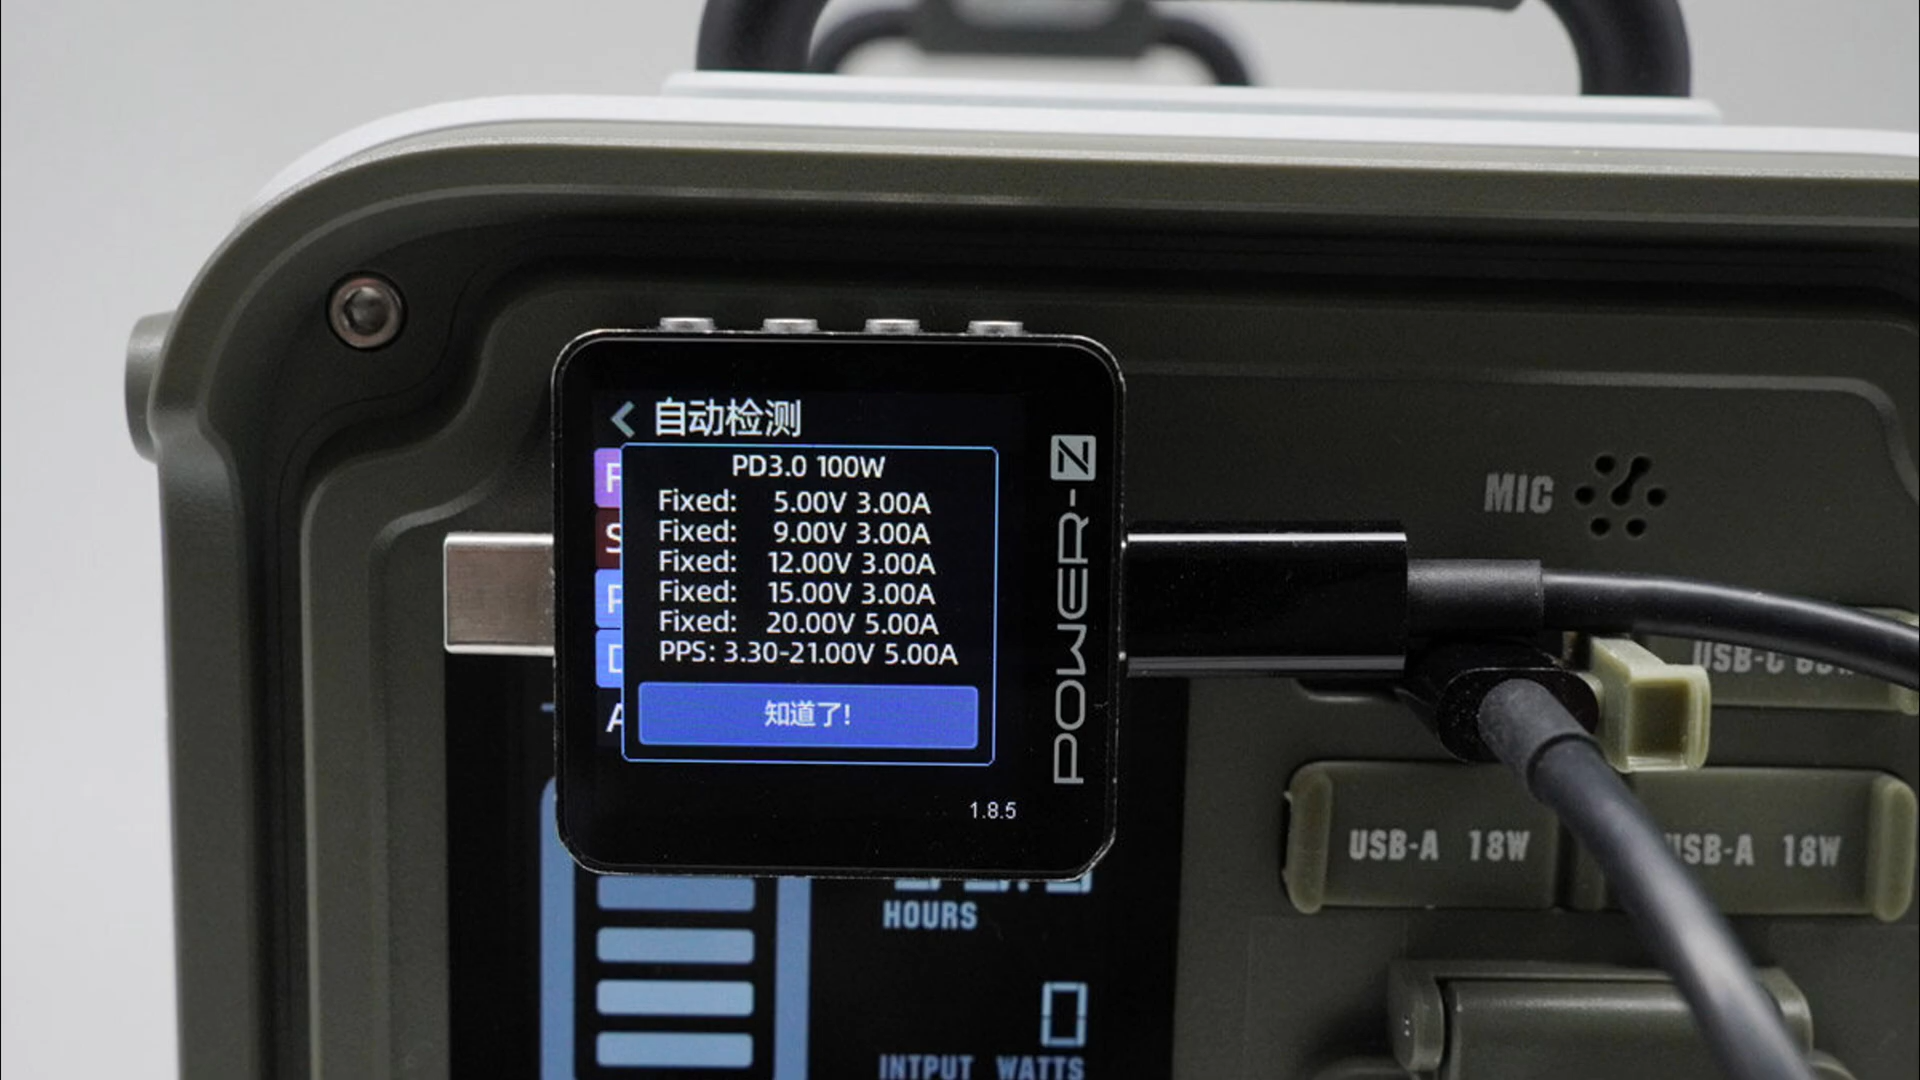 自动检测
PD3.0 100W
Fixed: 5.00V 3.00A
Fixed: 9.00V 3.00A
Fixed: 12.00V 3.00A
Fixed: 15.00V 3.00A
Fixed: 20.00V 5.00A
PPS: 3.30-21.00V 5.00A
知道了!
1.8.5
POWER-Z
MIC
USB-C
USB-A 18W
USB-A 18W
HOURS
0
INTPUT WATTS